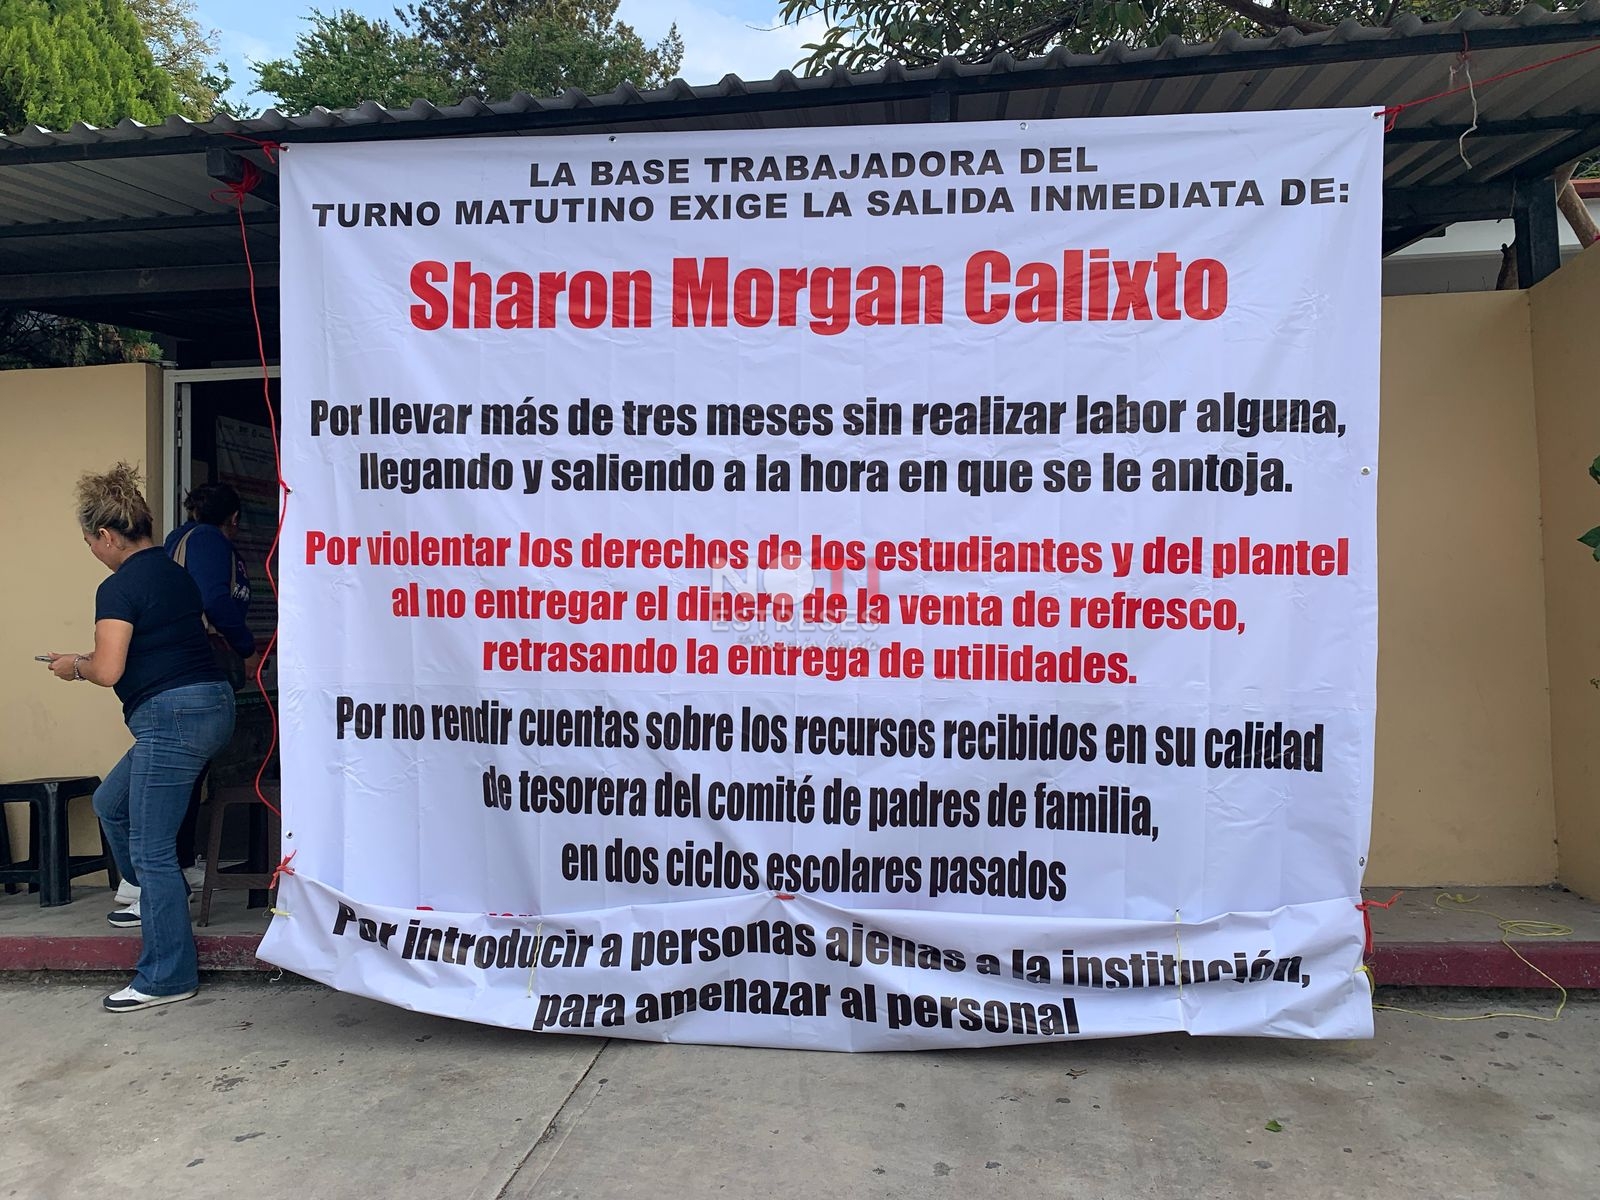 LA BASE TRABAJADORA DEL
TURNO MATUTINO EXIGE LA SALIDA INMEDIATA DE:
Sharon Morgan Calixto
Por llevar más de tres meses sin realizar labor alguna,
llegando y saliendo a la hora en que se le antoja.
Por violentar los derechos de los estudiantes y del plantel
al no entregar el dinero de la venta de refresco,
retrasando la entrega de utilidades.
Por no rendir cuentas sobre los recursos recibidos en su calidad
de tesorera del comité de padres de familia,
en dos ciclos escolares pasados
Por introducir a personas ajenas a la institución,
para amenazar al personal
NOTI
ESTRESES